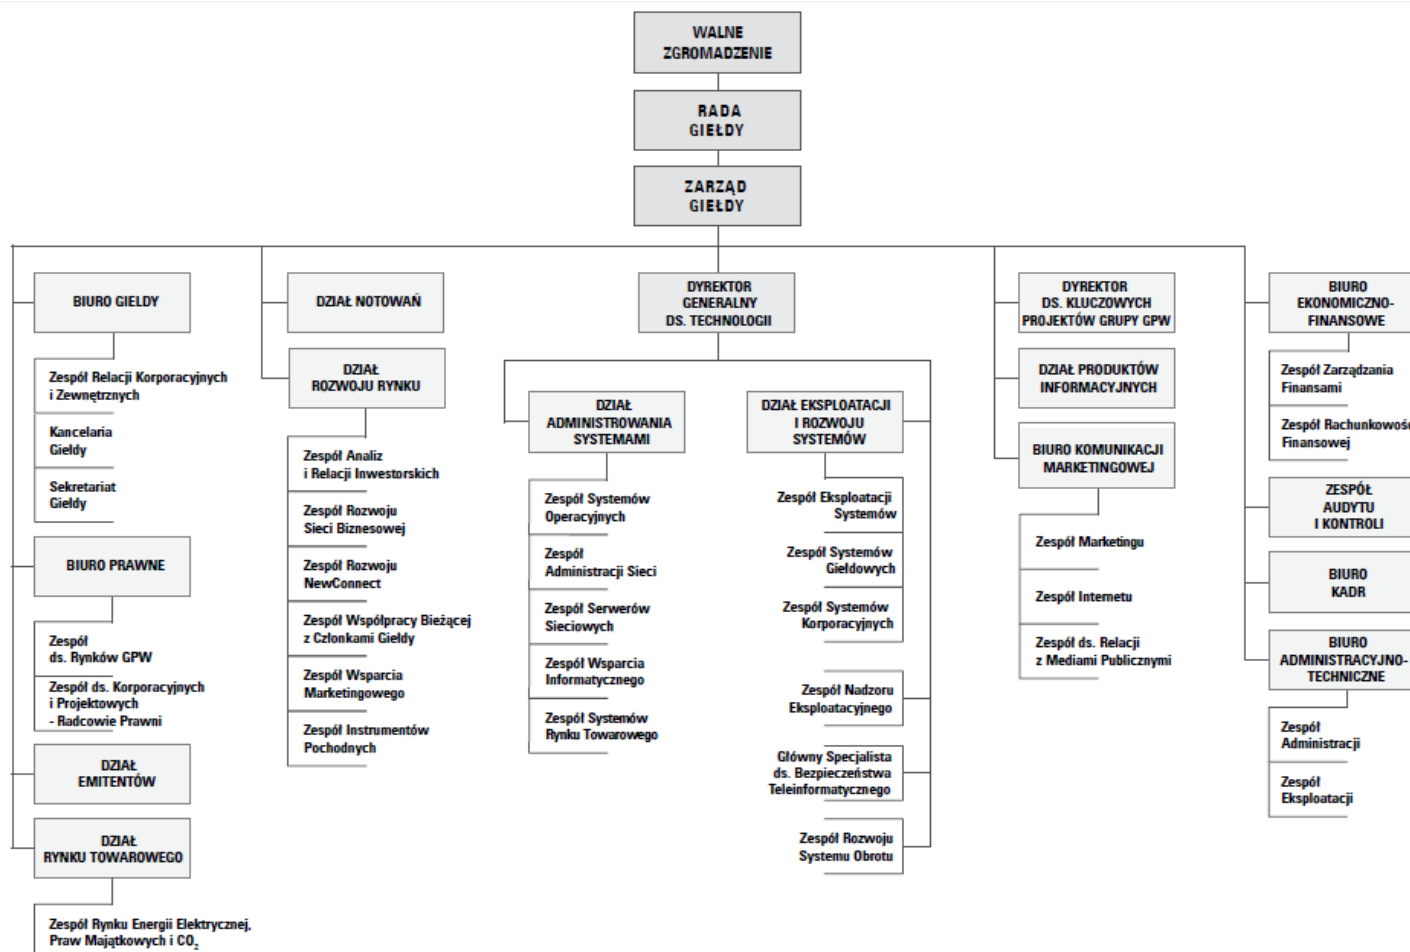 WALNE
ZGROMADZENIE
RADA
GIEŁDY
ZARZĄD
GIEŁDY
BIURO GIEŁDY
Zespół Relacji Korporacyjnych
i Zewnętrznych
Kancelaria
Giełdy
Sekretariat
Giełdy
BIURO PRAWNE
Zespół
ds. Rynków GPW
Zespół ds. Korporacyjnych
i Projektowych
- Radcowie Prawni
DZIAŁ
EMITENTÓW
DZIAŁ
RYNKU TOWAROWEGO
Zespół Rynku Energii Elektrycznej,
Praw Majątkowych i CO₂
DZIAŁ NOTOWAŃ
DZIAŁ
ROZWOJU RYNKU
Zespół Analiz
i Relacji Inwestorskich
Zespół Rozwoju
Sieci Biznesowej
Zespół Rozwoju
NewConnect
Zespół Współpracy Bieżącej
z Członkami Giełdy
Zespół Wsparcia
Marketingowego
Zespół Instrumentów
Pochodnych
DYREKTOR
GENERALNY
DS. TECHNOLOGII
DZIAŁ
ADMINISTROWANIA
SYSTEMAMI
Zespół Systemów
Operacyjnych
Zespół
Administracji Sieci
Zespół Serwerów
Sieciowych
Zespół Wsparcia
Informatycznego
Zespół Systemów
Rynku Towarowego
DZIAŁ EKSPLOATACJI
I ROZWOJU
SYSTEMÓW
Zespół Eksploatacji
Systemów
Zespół Systemów
Giełdowych
Zespół Systemów
Korporacyjnych
Zespół Nadzoru
Eksploatacyjnego
Główny Specjalista
ds. Bezpieczeństwa
Teleinformatycznego
Zespół Rozwoju
Systemu Obrotu
DYREKTOR
DS. KLUCZOWYCH
PROJEKTÓW GRUPY GPW
DZIAŁ PRODUKTÓW
INFORMACYJNYCH
BIURO KOMUNIKACJI
MARKETINGOWEJ
Zespół Marketingu
Zespół Internetu
Zespół ds. Relacji
z Mediami Publicznymi
BIURO
EKONOMICZNO-
FINANSOWE
Zespół Zarządzania
Finansami
Zespół Rachunkowośc
Finansowej
ZESPÓŁ
AUDYTU
I KONTROLI
BIURO
KADR
BIURO
ADMINISTRACYJNO-
TECHNICZNE
Zespół
Administracji
Zespół
Eksploatacji